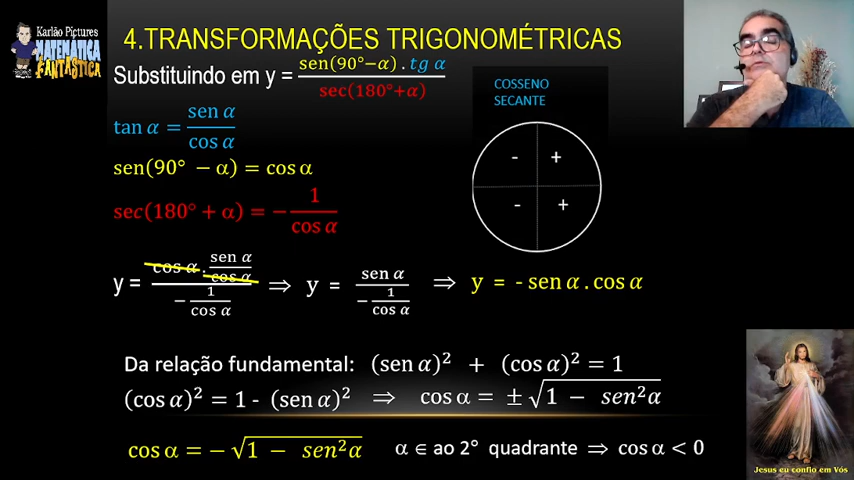 Karlão Pictures
MATEMÁTICA
FANTÁSTICA
4.TRANSFORMAÇÕES TRIGONOMÉTRICAS
Substituindo em y = sen(90°−α) . tg α / sec(180°+α)
COSSENO
SECANTE
tan α = sen α / cos α
sen(90° − α) = cos α
sec(180° + α) = − 1 / cos α
- +
- +
y = cos α . sen α / cos α / − 1 / cos α ⇒ y = sen α / − 1 / cos α ⇒ y = - sen α . cos α
Da relação fundamental: (sen α)² + (cos α)² = 1
(cos α)² = 1 - (sen α)² ⇒ cos α = ± √1 − sen²α
cos α = − √1 − sen²α α ∈ ao 2° quadrante ⇒ cos α < 0
Jesus eu confio em Vós